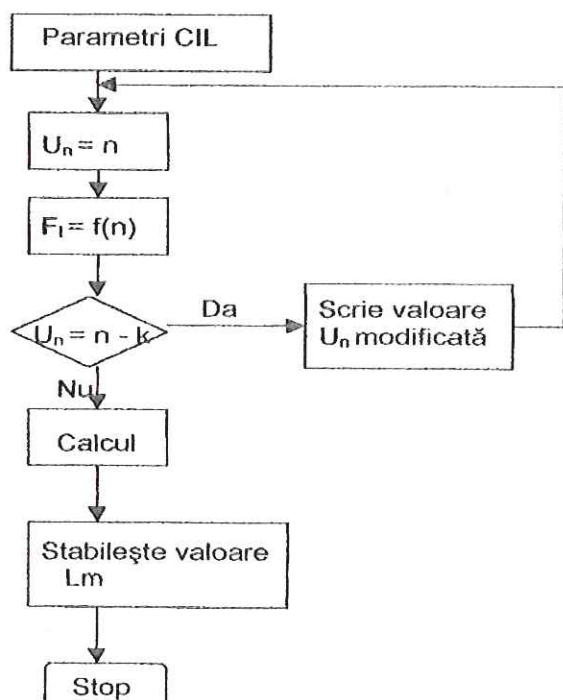 Parametri CIL
Uₙ = n
Fₗ = f(n)
Uₙ = n - k
Da
Scrie valoare
Uₙ modificată
Nu
Calcul
Stabileşte valoare
Lm
Stop